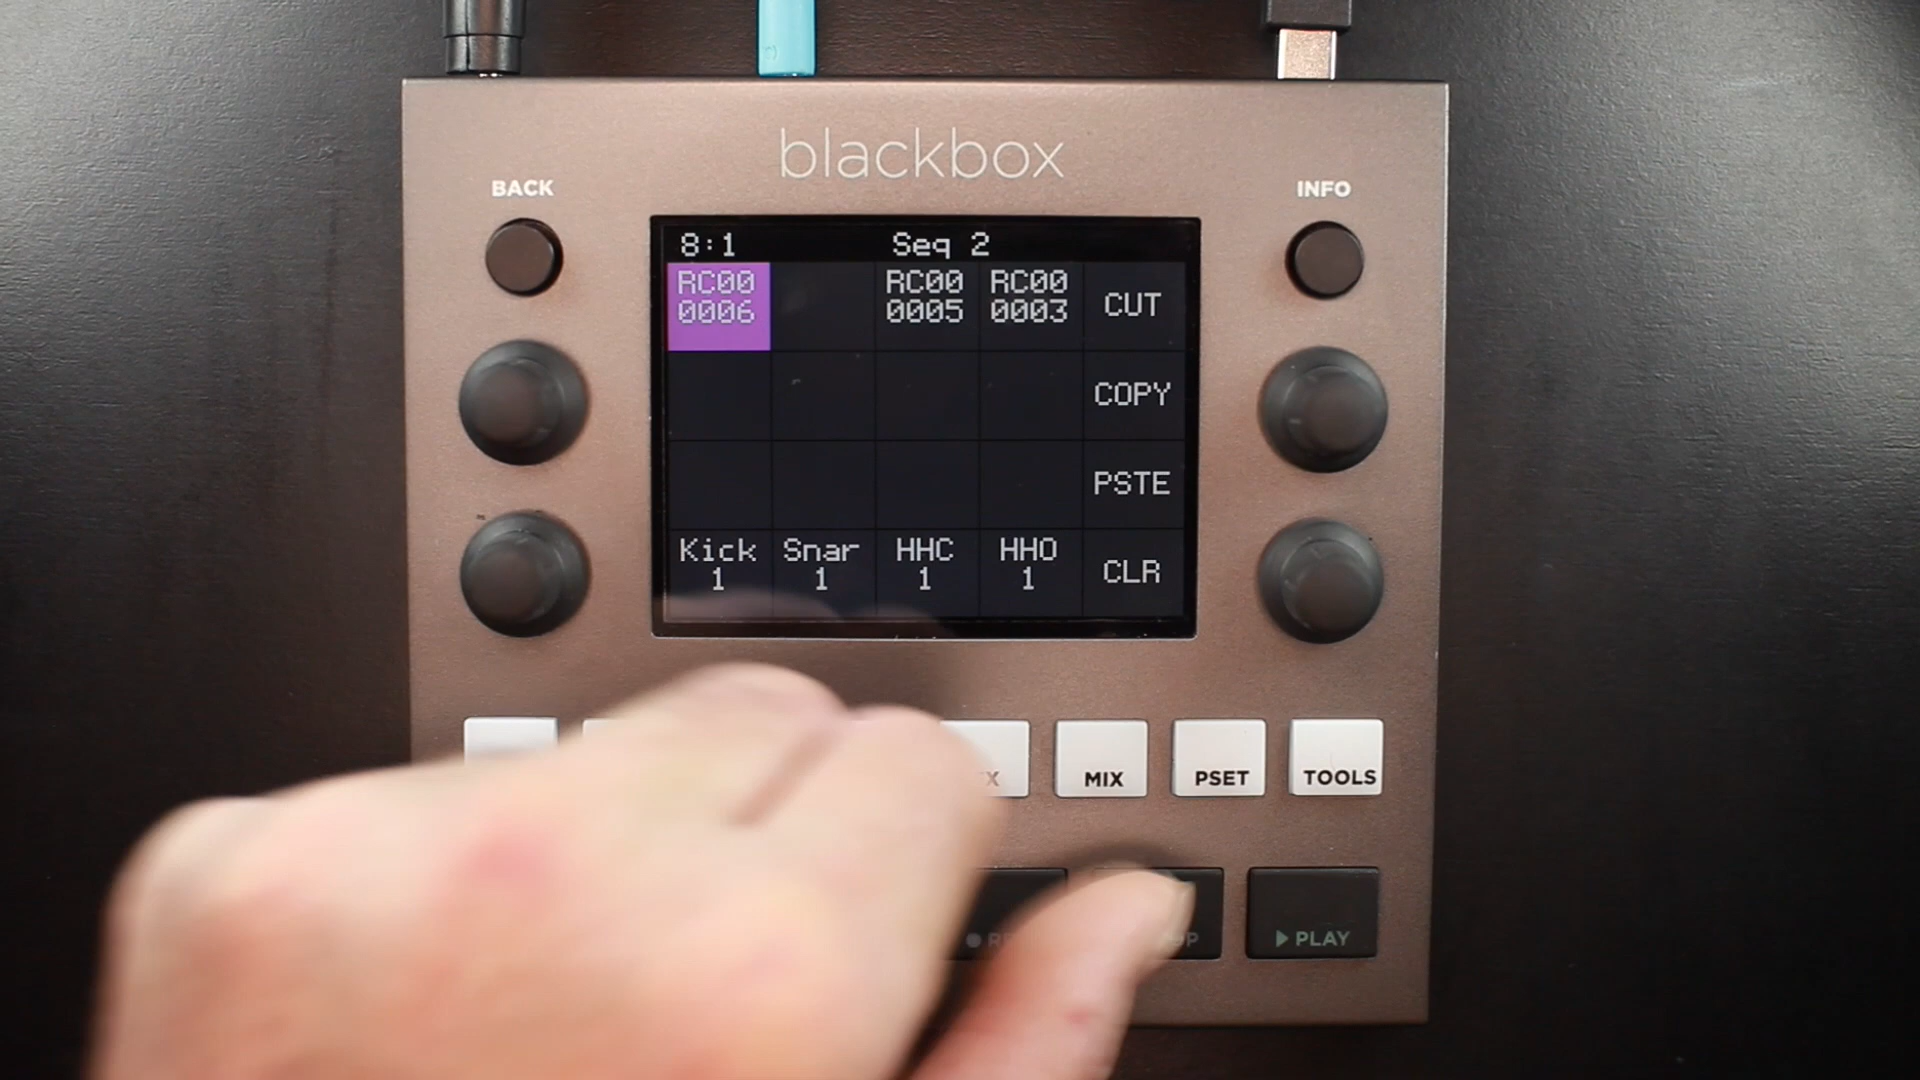 blackbox
BACK
INFO
8:1 Seq 2
RC00 0006
RC00 0005
RC00 0003
CUT
COPY
PSTE
Kick 1
Snar 1
HHC 1
HHO 1
CLR
MIX
PSET
TOOLS
PLAY